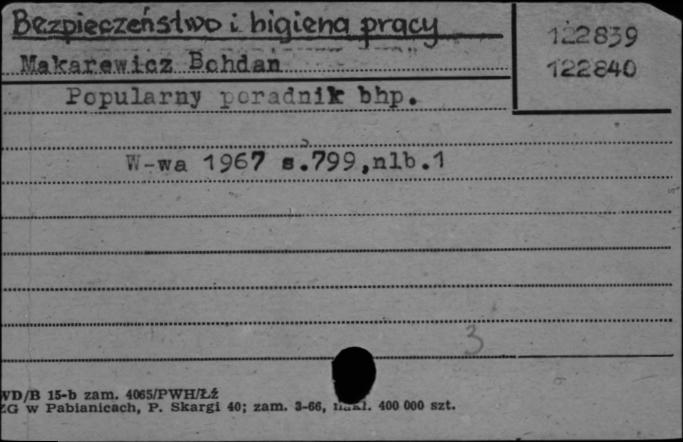 Bezpieczeństwo i higiena pracy
122839
Makarewicz Bohdan
122840
Popularny poradnik bhp.
W-wa 1967 s.799,nlb.1
3
WD/B 15-b zam. 4065/PWH/Łź
ZG w Pabianicach, P. Skargi 40; zam. 3-66, nakł. 400 000 szt.